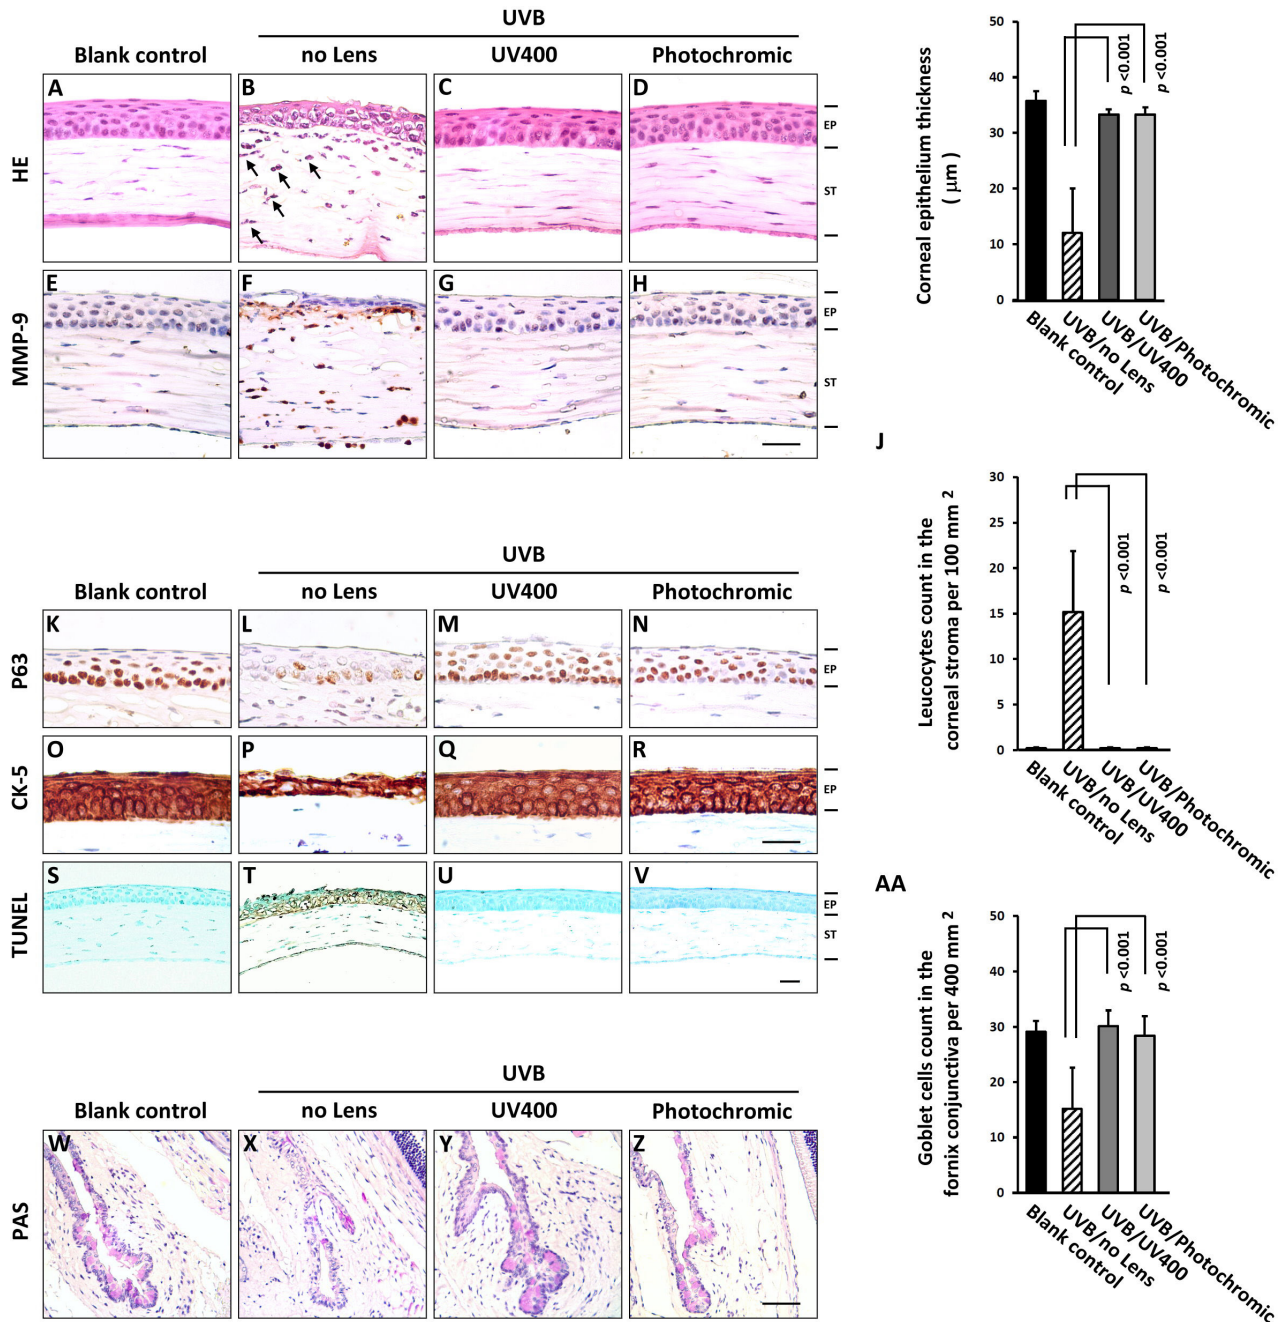 UVB
Blank control no Lens UV400 Photochromic
HE
A B C D
EP
ST
MMP-9
E F G H
EP
ST
UVB
Blank control no Lens UV400 Photochromic
P63
K L M N
EP
CK-5
O P Q R
EP
TUNEL
S T U V
EP
ST
UVB
Blank control no Lens UV400 Photochromic
PAS
W X Y Z
Corneal epithelium thickness
( μm )
50
40
30
20
10
0
p <0.001
p <0.001
Blank control
UVB/no Lens
UVB/UV400
UVB/Photochromic
J
Leucocytes count in the
corneal stroma per 100 mm 2
30
25
20
15
10
5
0
p <0.001
p <0.001
Blank control
UVB/no Lens
UVB/UV400
UVB/Photochromic
AA
Goblet cells count in the
fornix conjunctiva per 400 mm 2
50
40
30
20
10
0
p <0.001
p <0.001
Blank control
UVB/no Lens
UVB/UV400
UVB/Photochromic